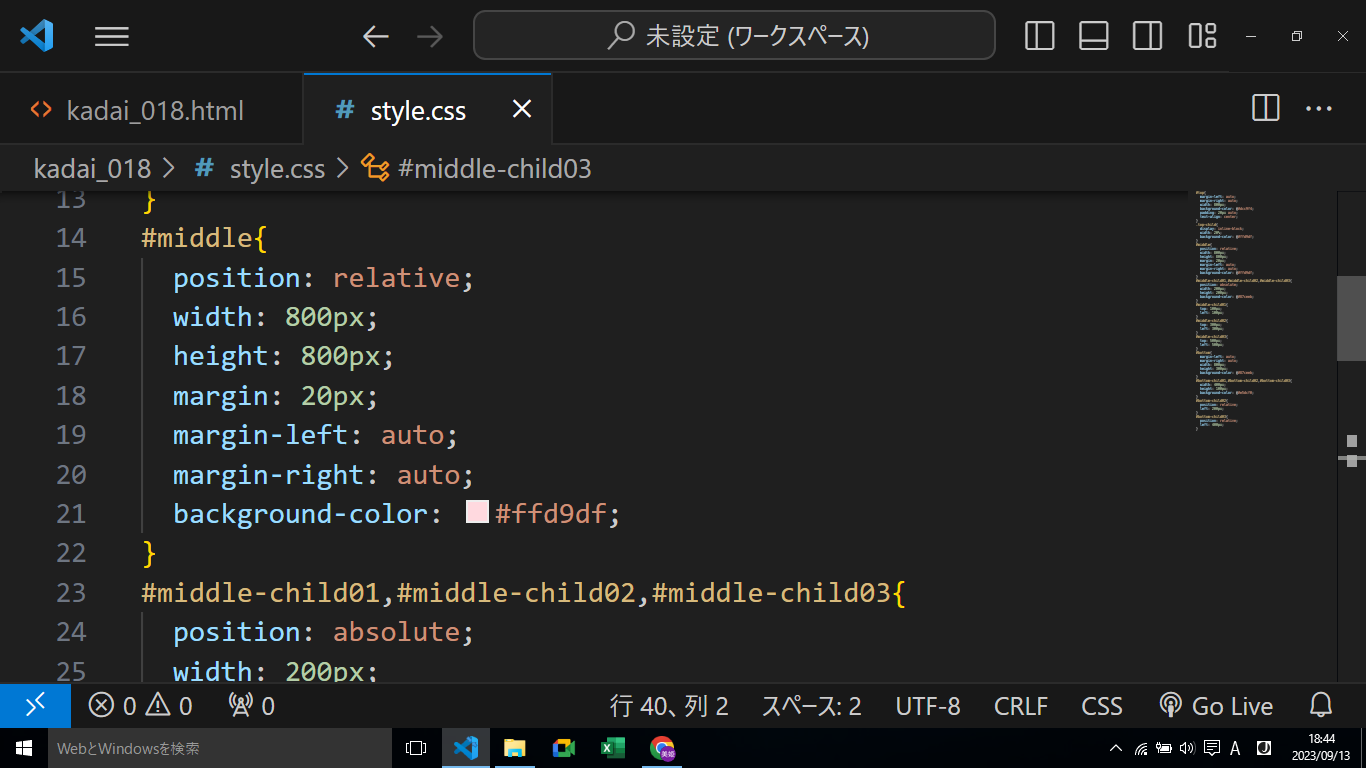 未設定 (ワークスペース)
kadai_018.html
# style.css
kadai_018 > # style.css > #middle-child03
13 }
14 #middle{
15 position: relative;
16 width: 800px;
17 height: 800px;
18 margin: 20px;
19 margin-left: auto;
20 margin-right: auto;
21 background-color: #ffd9df;
22 }
23 #middle-child01,#middle-child02,#middle-child03{
24 position: absolute;
25 width: 200px;
0 0 0
行 40、列 2
スペース: 2
UTF-8
CRLF
CSS
Go Live
WebとWindowsを検索
美姫
A
J
18:44
2023/09/13